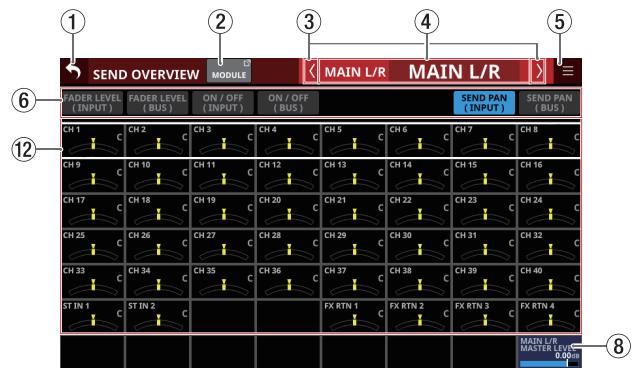 1 2 3 4 5
SEND OVERVIEW MODULE < MAIN L/R MAIN L/R > ≡
6
FADER LEVEL (INPUT) FADER LEVEL (BUS) ON / OFF (INPUT) ON / OFF (BUS) SEND PAN (INPUT) SEND PAN (BUS)
12
CH 1 C CH 2 C CH 3 C CH 4 C CH 5 C CH 6 C CH 7 C CH 8 C
CH 9 C CH 10 C CH 11 C CH 12 C CH 13 C CH 14 C CH 15 C CH 16 C
CH 17 C CH 18 C CH 19 C CH 20 C CH 21 C CH 22 C CH 23 C CH 24 C
CH 25 C CH 26 C CH 27 C CH 28 C CH 29 C CH 30 C CH 31 C CH 32 C
CH 33 C CH 34 C CH 35 C CH 36 C CH 37 C CH 38 C CH 39 C CH 40 C
ST IN 1 C ST IN 2 C FX RTN 1 C FX RTN 2 C FX RTN 3 C FX RTN 4 C
MAIN L/R
MASTER LEVEL
0.00dB
8